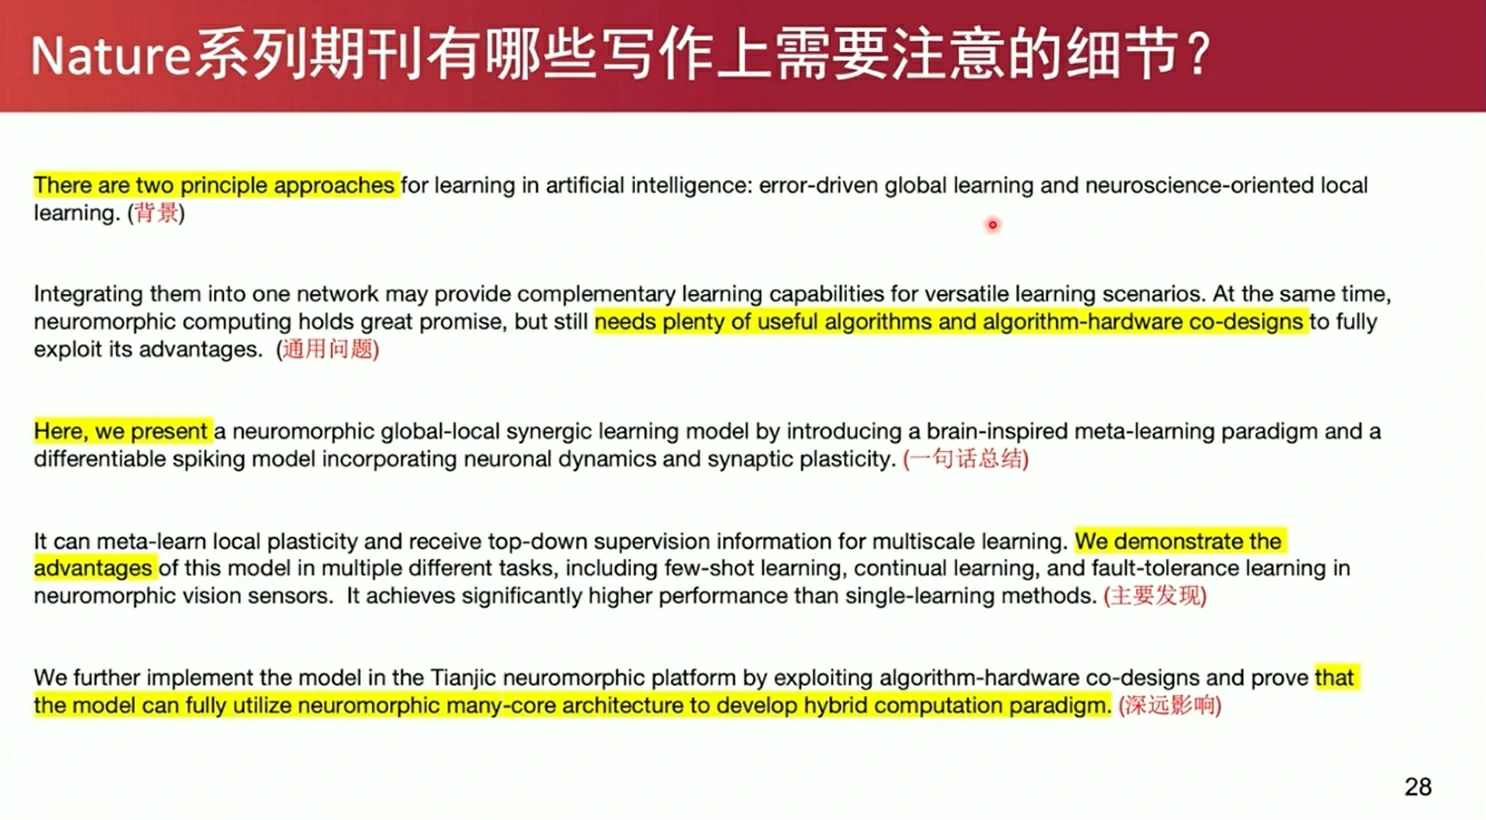 Nature系列期刊有哪些写作上需要注意的细节？
There are two principle approaches for learning in artificial intelligence: error-driven global learning and neuroscience-oriented local
learning. (背景)
Integrating them into one network may provide complementary learning capabilities for versatile learning scenarios. At the same time,
neuromorphic computing holds great promise, but still needs plenty of useful algorithms and algorithm-hardware co-designs to fully
exploit its advantages. (通用问题)
Here, we present a neuromorphic global-local synergic learning model by introducing a brain-inspired meta-learning paradigm and a
differentiable spiking model incorporating neuronal dynamics and synaptic plasticity. (一句话总结)
It can meta-learn local plasticity and receive top-down supervision information for multiscale learning. We demonstrate the
advantages of this model in multiple different tasks, including few-shot learning, continual learning, and fault-tolerance learning in
neuromorphic vision sensors. It achieves significantly higher performance than single-learning methods. (主要发现)
We further implement the model in the Tianjic neuromorphic platform by exploiting algorithm-hardware co-designs and prove that
the model can fully utilize neuromorphic many-core architecture to develop hybrid computation paradigm. (深远影响)
28